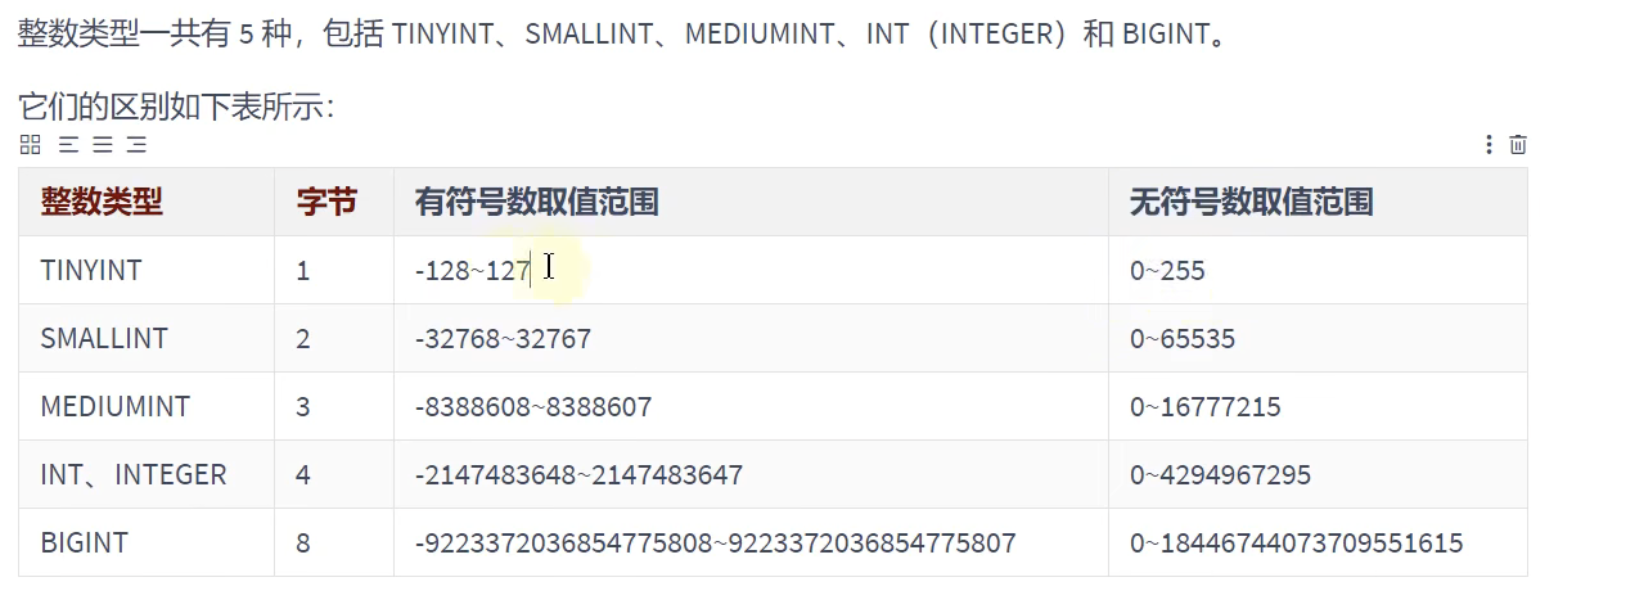 整数类型一共有 5 种，包括 TINYINT、SMALLINT、MEDIUMINT、INT（INTEGER）和 BIGINT。
它们的区别如下表所示：
整数类型 字节 有符号数取值范围 无符号数取值范围
TINYINT 1 -128~127 0~255
SMALLINT 2 -32768~32767 0~65535
MEDIUMINT 3 -8388608~8388607 0~16777215
INT、INTEGER 4 -2147483648~2147483647 0~4294967295
BIGINT 8 -9223372036854775808~9223372036854775807 0~18446744073709551615